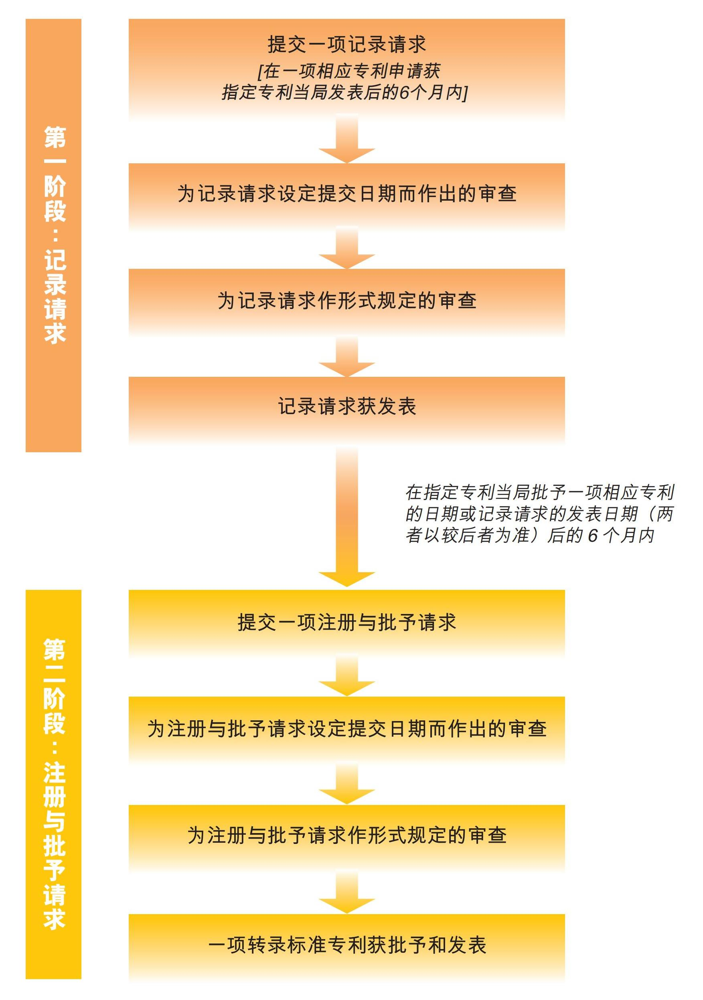 第一阶段：记录请求
提交一项记录请求
[在一项相应专利申请获
指定专利当局发表后的6个月内]
为记录请求设定提交日期而作出的审查
为记录请求作形式规定的审查
记录请求获发表
在指定专利当局批予一项相应专利
的日期或记录请求的发表日期（两
者以较后者为准）后的 6 个月内
第二阶段：注册与批予请求
提交一项注册与批予请求
为注册与批予请求设定提交日期而作出的审查
为注册与批予请求作形式规定的审查
一项转录标准专利获批予和发表